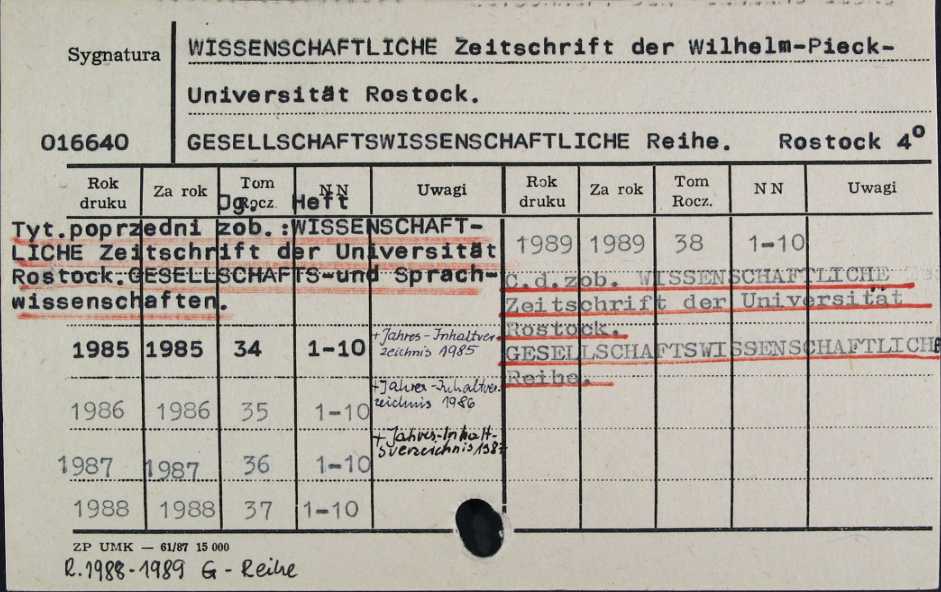 Sygnatura
WISSENSCHAFTLICHE Zeitschrift der Wilhelm-Pieck-
Universität Rostock.
016640
GESELLSCHAFTSWISSENSCHAFTLICHE Reihe. Rostock 4°
Rok druku Za rok Tom Rocz. NN Uwagi Rok druku Za rok Tom Rocz. NN Uwagi
Jg. Heft
Tyt.poprzedni zob.:WISSENSCHAFT-
LICHE Zeitschrift der Universität
Rostock.GESELLSCHAFTS-und Sprach-
wissenschaften.
1985 1985 34 1-10 + Jahres-Inhaltver
zeichnis 1985
1986 1986 35 1-10 + Jahres-Inhaltver.
zeichnis 1986
1987 1987 36 1-10 + Jahres-Inhalt-
sverzeichnis 1987
1988 1988 37 1-10
1989 1989 38 1-10
C.d.zob. WISSENSCHAFTLICHE
Zeitschrift der Universität
Rostock.
GESELLSCHAFTSWISSENSCHAFTLICHE
Reihe.
ZP UMK — 61/87 15 000
R.1988-1989 G-Reihe